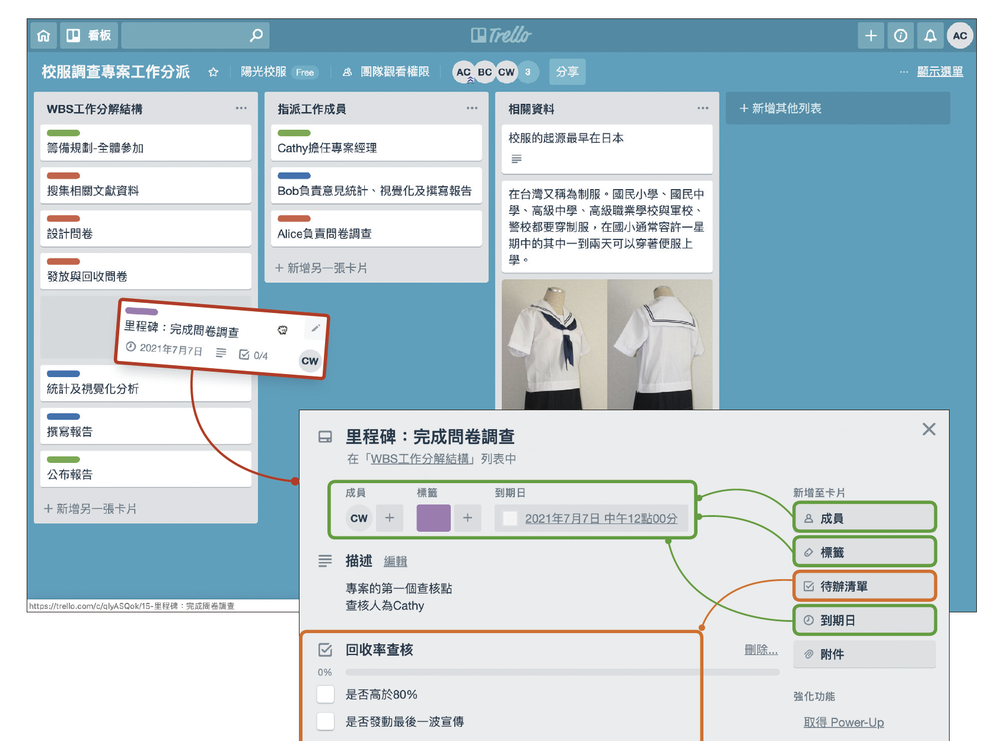 看板
Trello
AC
校服調查專案工作分派
陽光校服 Free
團隊觀看權限
AC BC CW 3
分享
... 顯示選單
WBS工作分解結構
籌備規劃-全體參加
搜集相關文獻資料
設計問卷
發放與回收問卷
里程碑：完成問卷調查
2021年7月7日 0/4
CW
統計及視覺化分析
撰寫報告
公布報告
+ 新增另一張卡片
指派工作成員
Cathy擔任專案經理
Bob負責意見統計、視覺化及撰寫報告
Alice負責問卷調查
+ 新增另一張卡片
相關資料
校服的起源最早在日本
在台灣又稱為制服。國民小學、國民中
學、高級中學、高級職業學校與軍校、
警校都要穿制服，在國小通常容許一星
期中的其中一到兩天可以穿著便服上
學。
+ 新增其他列表
https://trello.com/c/qlyASQok/15-里程碑：完成問卷調查
里程碑：完成問卷調查
在「WBS工作分解結構」列表中
成員 標籤 到期日
CW + + 2021年7月7日 中午12點00分
描述 編輯
專案的第一個查核點
查核人為Cathy
回收率查核 刪除...
0%
是否高於80%
是否發動最後一波宣傳
新增至卡片
成員
標籤
待辦清單
到期日
附件
強化功能
取得 Power-Up